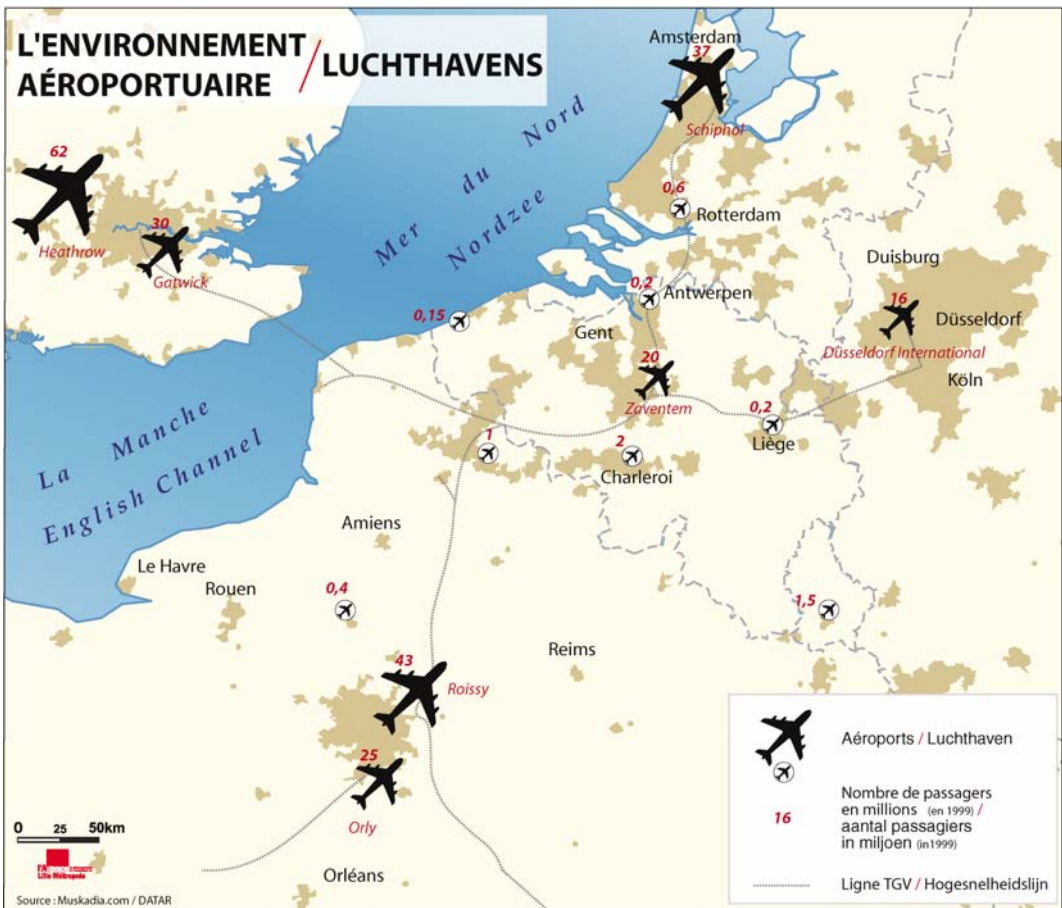 L'ENVIRONNEMENT
AÉROPORTUAIRE / LUCHTHAVENS
Amsterdam
37
Schiphol
62
Heathrow
30
Gatwick
Mer du Nord
Nordzee
0,6
Rotterdam
Duisburg
0,2
Antwerpen
16
Düsseldorf
Düsseldorf International
Köln
0,15
Gent
20
Zaventem
0,2
Liège
La Manche
English Channel
1
2
Charleroi
Amiens
Le Havre
Rouen
0,4
1,5
Reims
43
Roissy
25
Orly
Orléans
Aéroports / Luchthaven
16
Nombre de passagers
en millions (en 1999) /
aantal passagiers
in miljoen (in1999)
Ligne TGV / Hogesnelheidslijn
0 25 50km
Lille Métropole
Source : Muskadia.com / DATAR